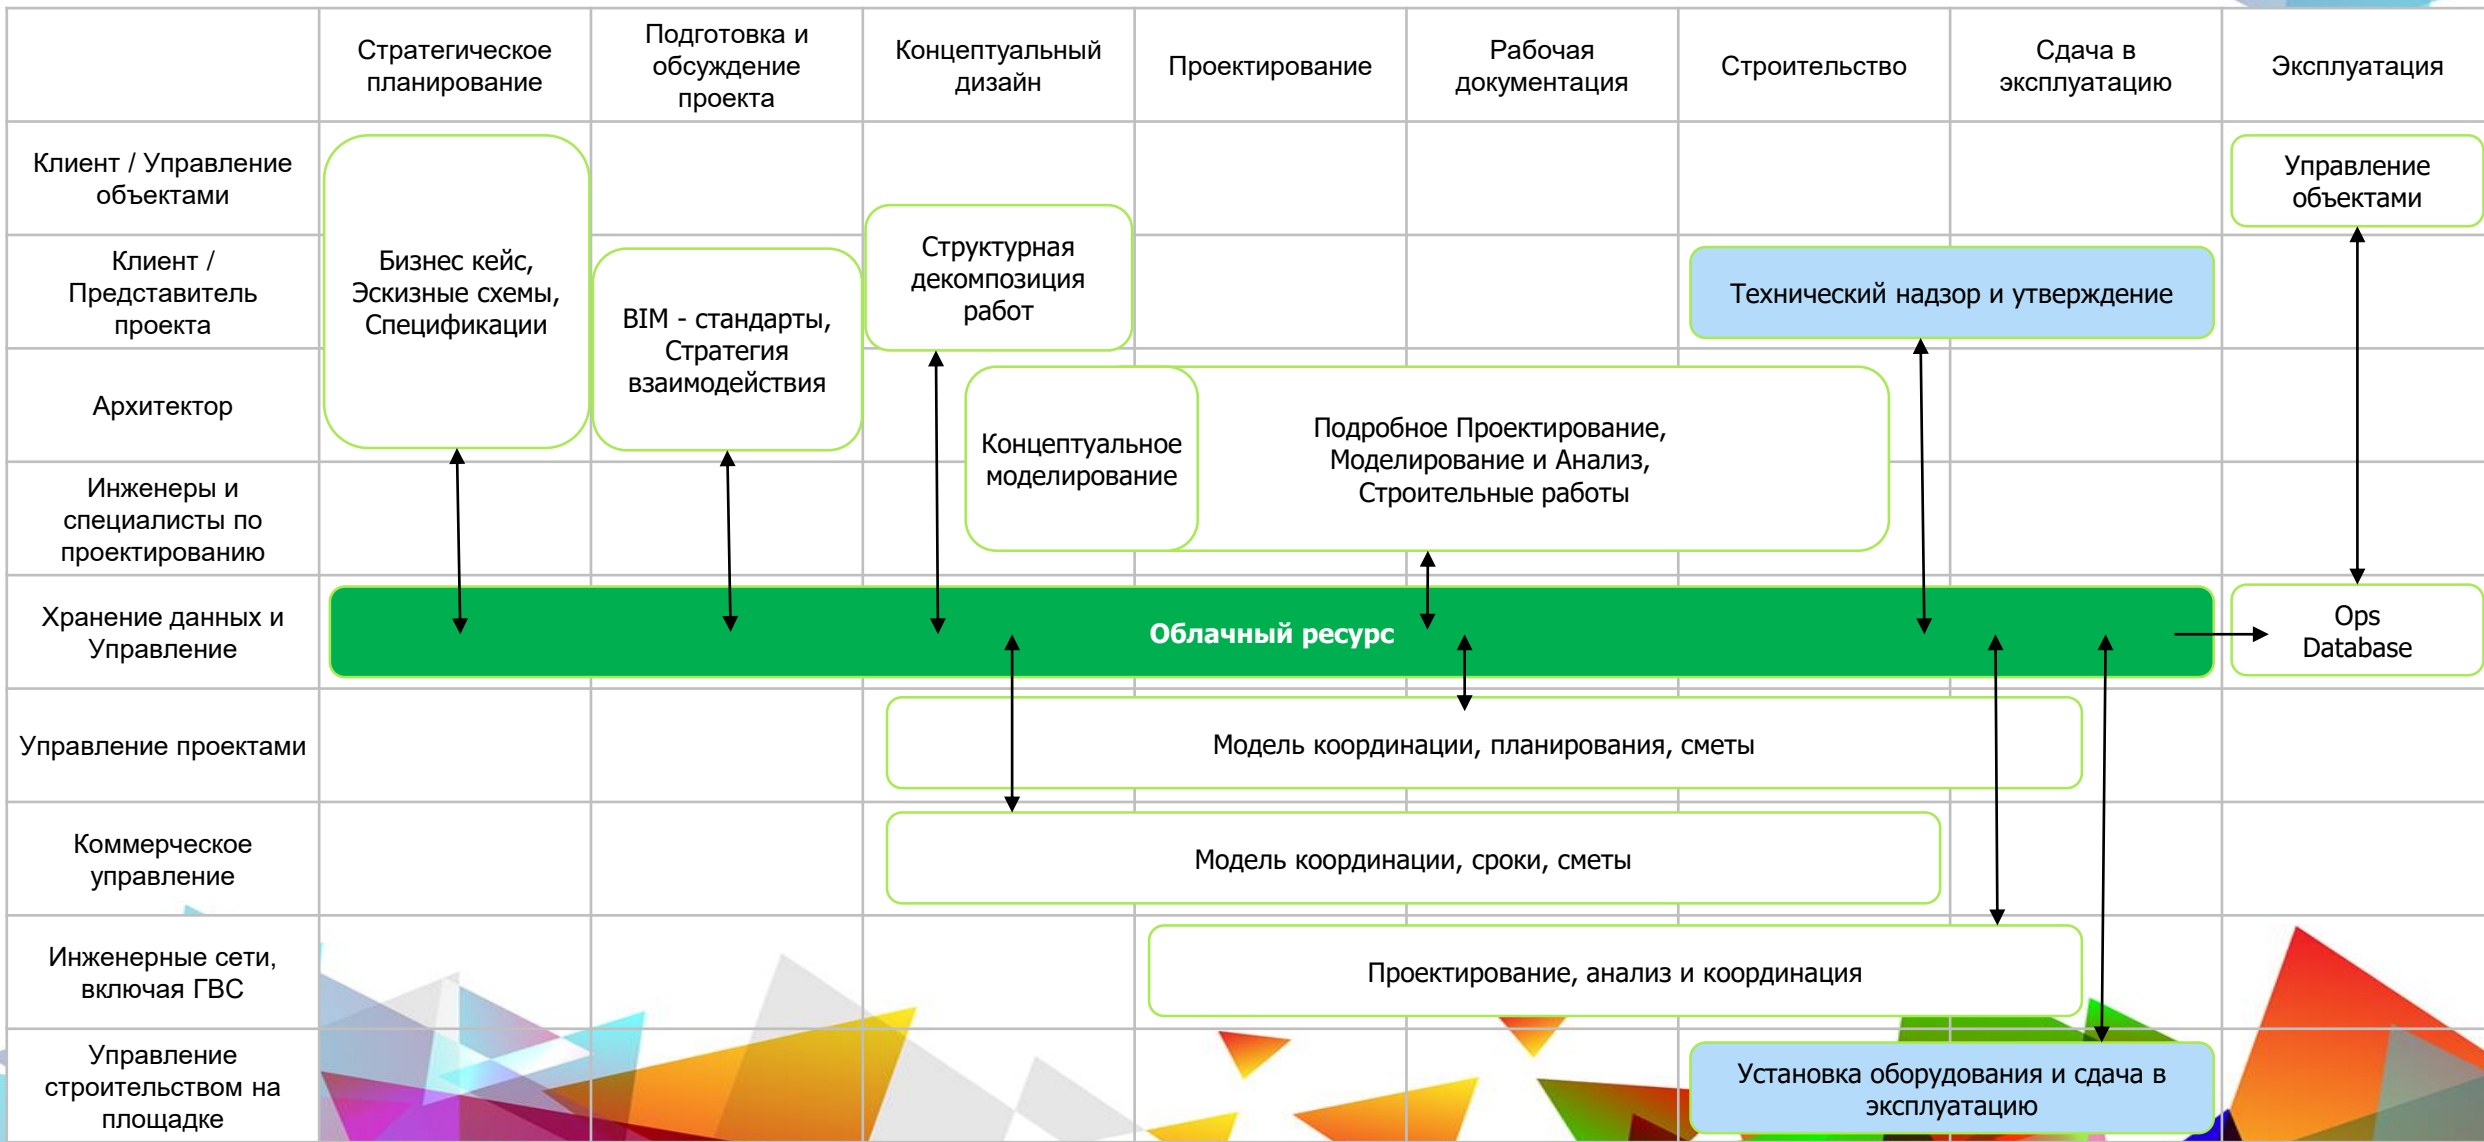 Стратегическое
планирование
Подготовка и
обсуждение
проекта
Концептуальный
дизайн
Проектирование
Рабочая
документация
Строительство
Сдача в
эксплуатацию
Эксплуатация
Клиент / Управление
объектами
Управление
объектами
Клиент /
Представитель
проекта
Бизнес кейс,
Эскизные схемы,
Спецификации
BIM - стандарты,
Стратегия
взаимодействия
Структурная
декомпозиция
работ
Технический надзор и утверждение
Архитектор
Концептуальное
моделирование
Подробное Проектирование,
Моделирование и Анализ,
Строительные работы
Инженеры и
специалисты по
проектированию
Хранение данных и
Управление
Облачный ресурс
Ops
Database
Управление проектами
Модель координации, планирования, сметы
Коммерческое
управление
Модель координации, сроки, сметы
Инженерные сети,
включая ГВС
Проектирование, анализ и координация
Управление
строительством на
площадке
Установка оборудования и сдача в
эксплуатацию